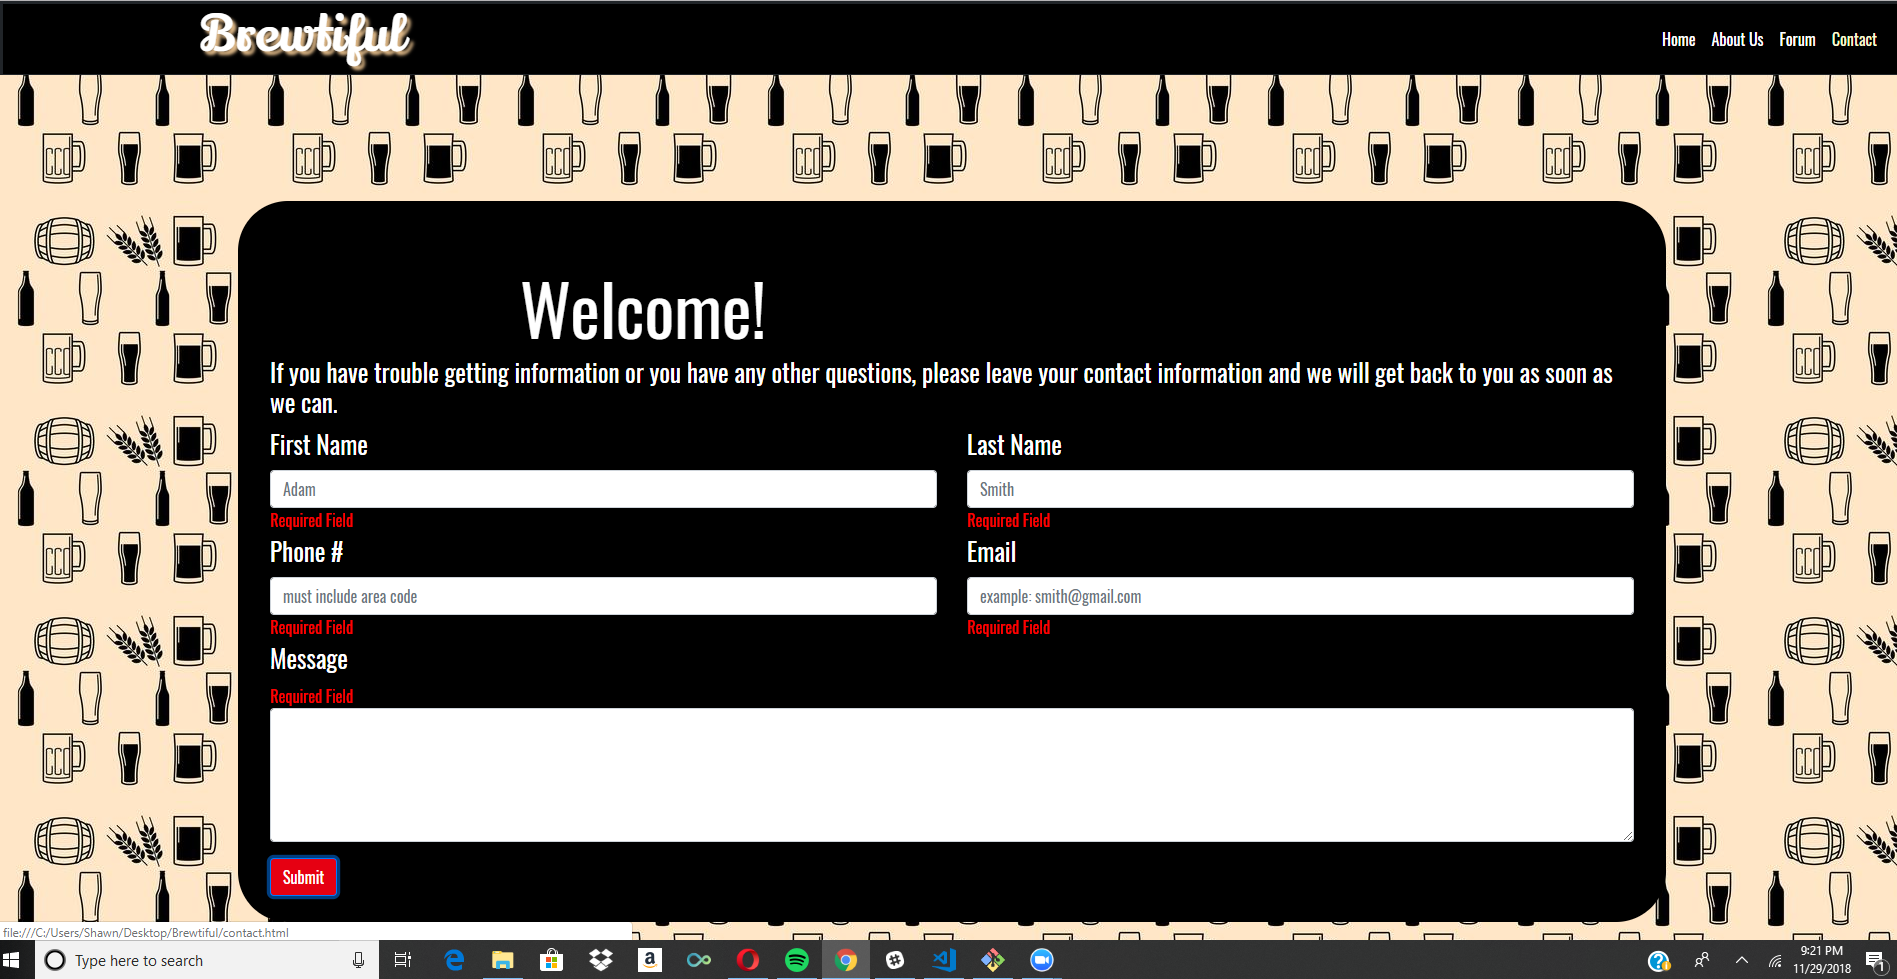 Brewtiful
Home About Us Forum Contact
Welcome!
If you have trouble getting information or you have any other questions, please leave your contact information and we will get back to you as soon as
we can.
First Name Last Name
Adam Smith
Required Field Required Field
Phone # Email
must include area code example: smith@gmail.com
Required Field Required Field
Message
Required Field
Submit
file:///C:/Users/Shawn/Desktop/Brewtiful/contact.html
Type here to search
9:21 PM
11/29/2018
1